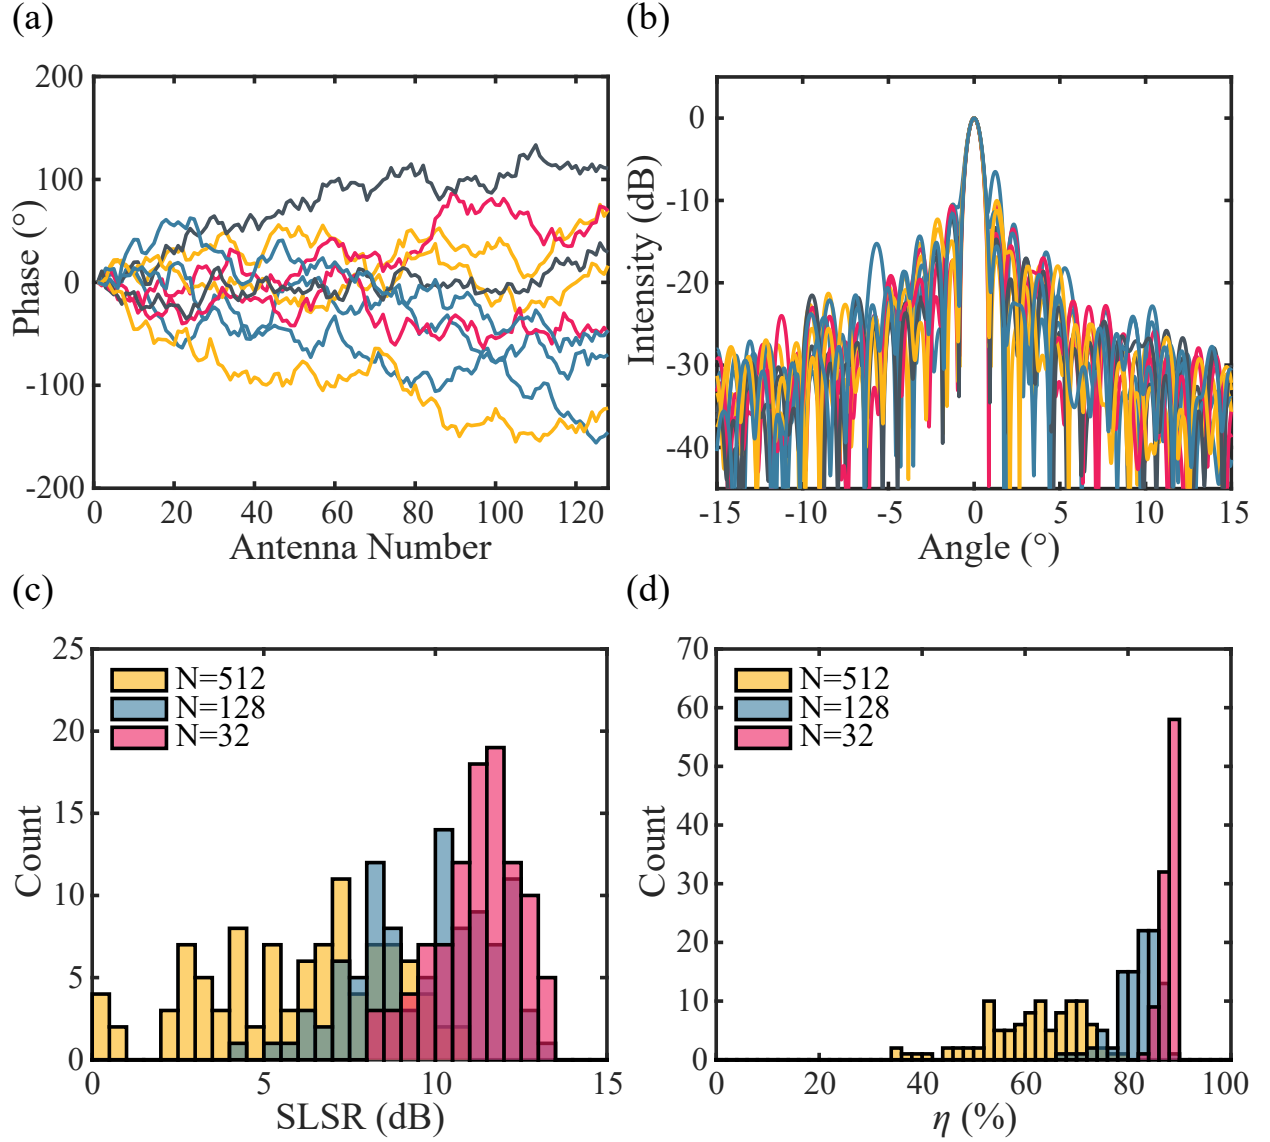 (a)
(b)
200
100
0
-100
-200
Phase (°)
0 20 40 60 80 100 120
Antenna Number
0
-10
-20
-30
-40
Intensity (dB)
-15 -10 -5 0 5 10 15
Angle (°)
(c)
(d)
25
20
15
10
5
0
Count
N=512
N=128
N=32
0 5 10 15
SLSR (dB)
70
60
50
40
30
20
10
0
Count
N=512
N=128
N=32
0 20 40 60 80 100
η (%)